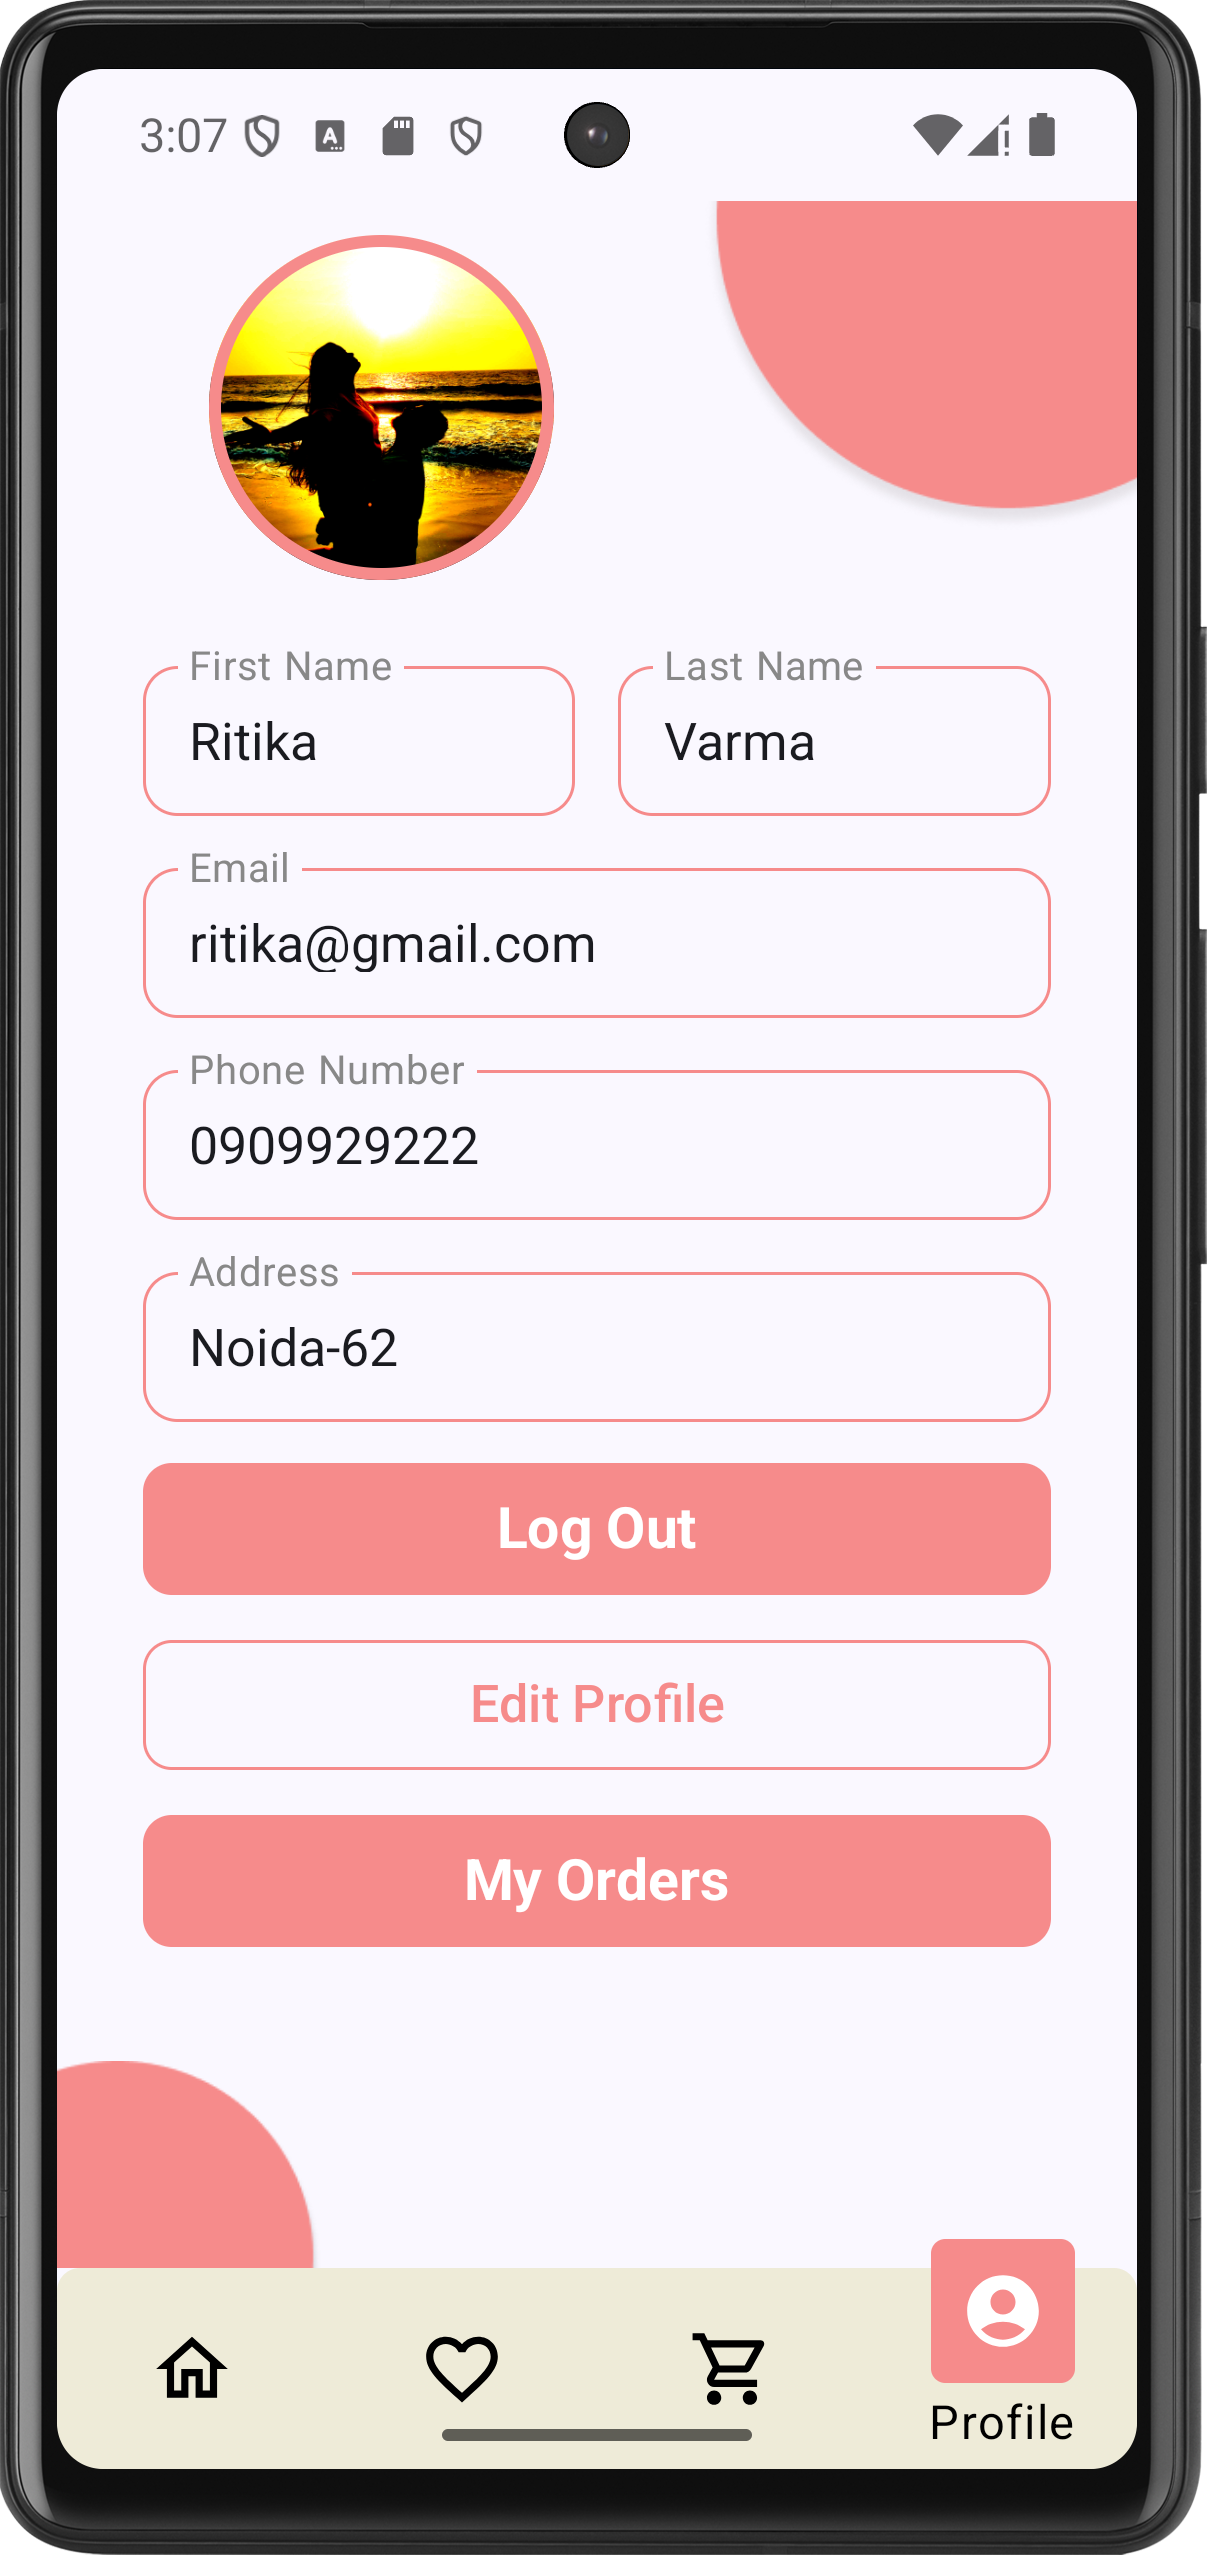 3:07
First Name
Last Name
Ritika
Varma
Email
ritika@gmail.com
Phone Number
0909929222
Address
Noida-62
Log Out
Edit Profile
My Orders
Profile